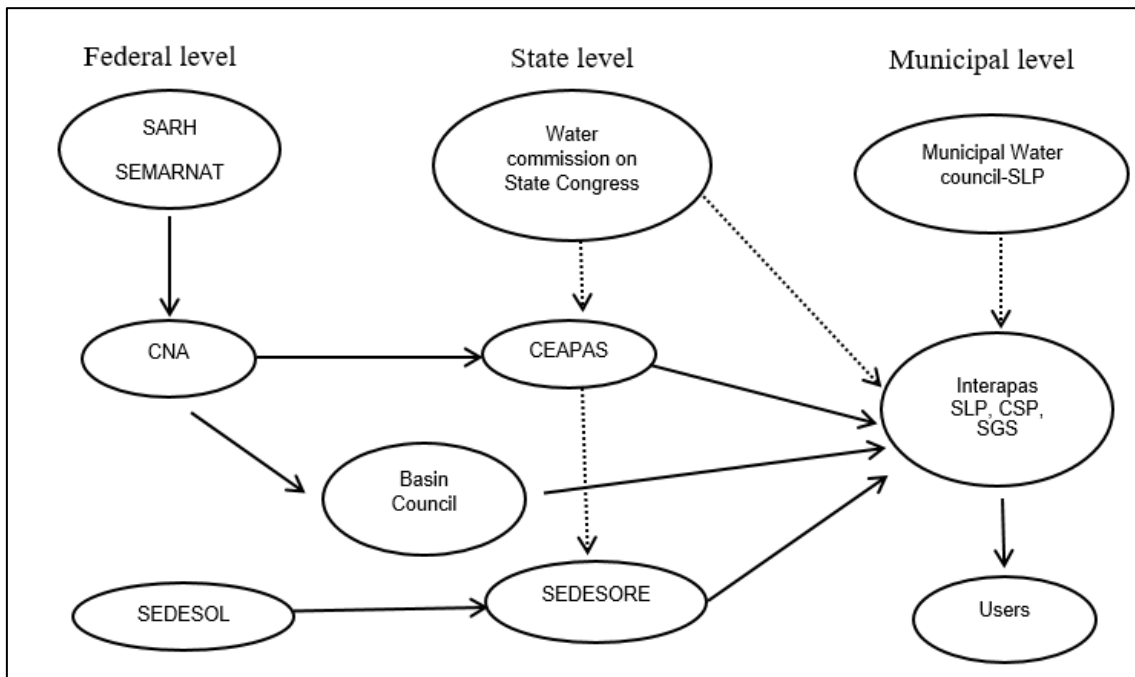 Federal level
State level
Municipal level
SARH
SEMARNAT
Water
commission on
State Congress
Municipal Water
council-SLP
CNA
CEAPAS
Interapas
SLP, CSP,
SGS
Basin
Council
SEDESOL
SEDESORE
Users